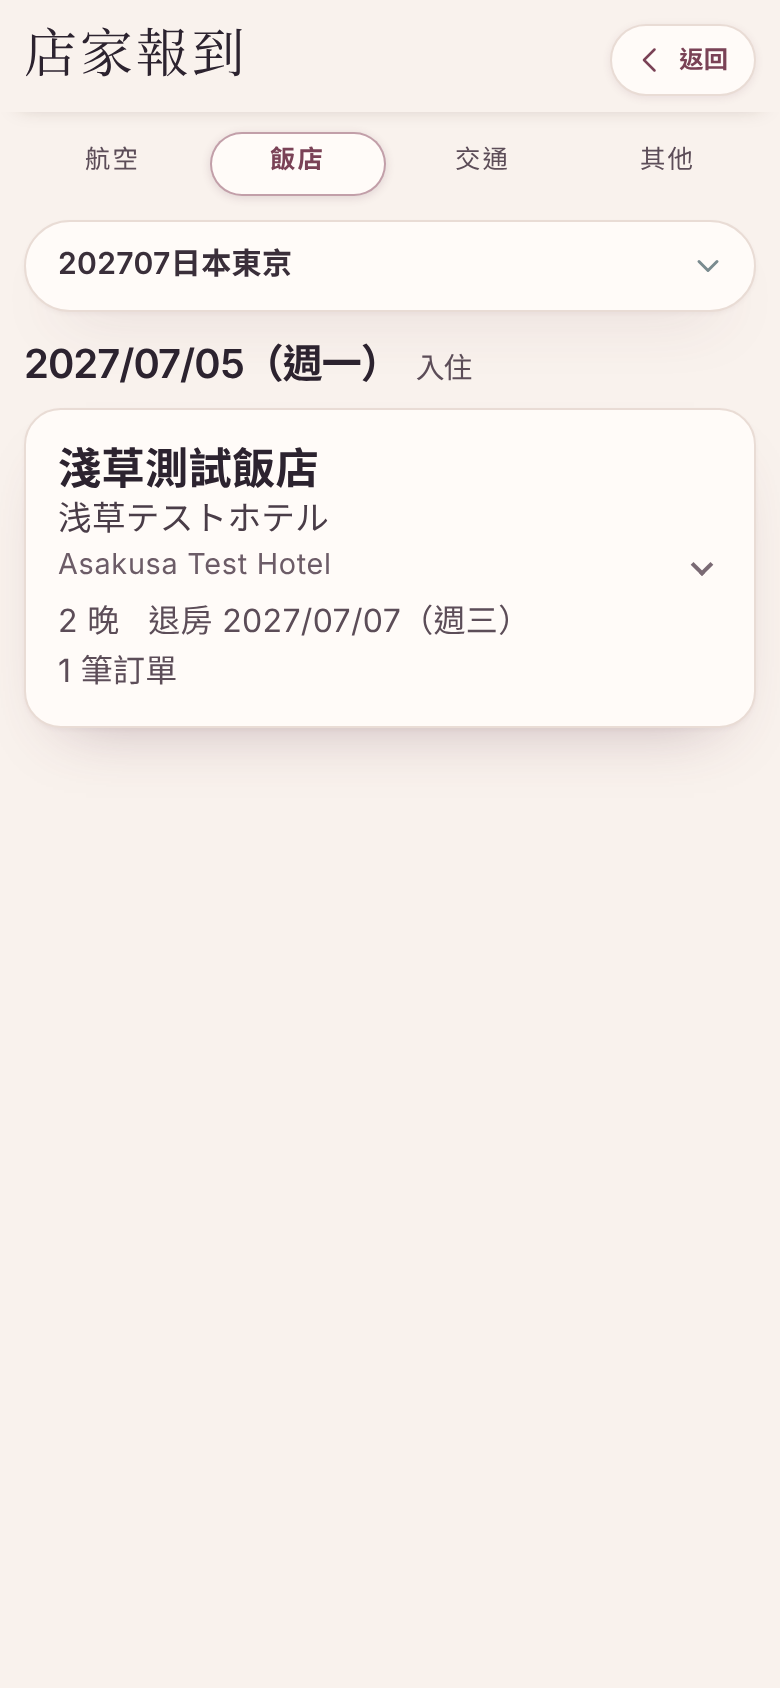 店家報到
返回
航空 飯店 交通 其他
202707日本東京
2027/07/05（週一） 入住
淺草測試飯店
浅草テストホテル
Asakusa Test Hotel
2 晚 退房 2027/07/07（週三）
1 筆訂單